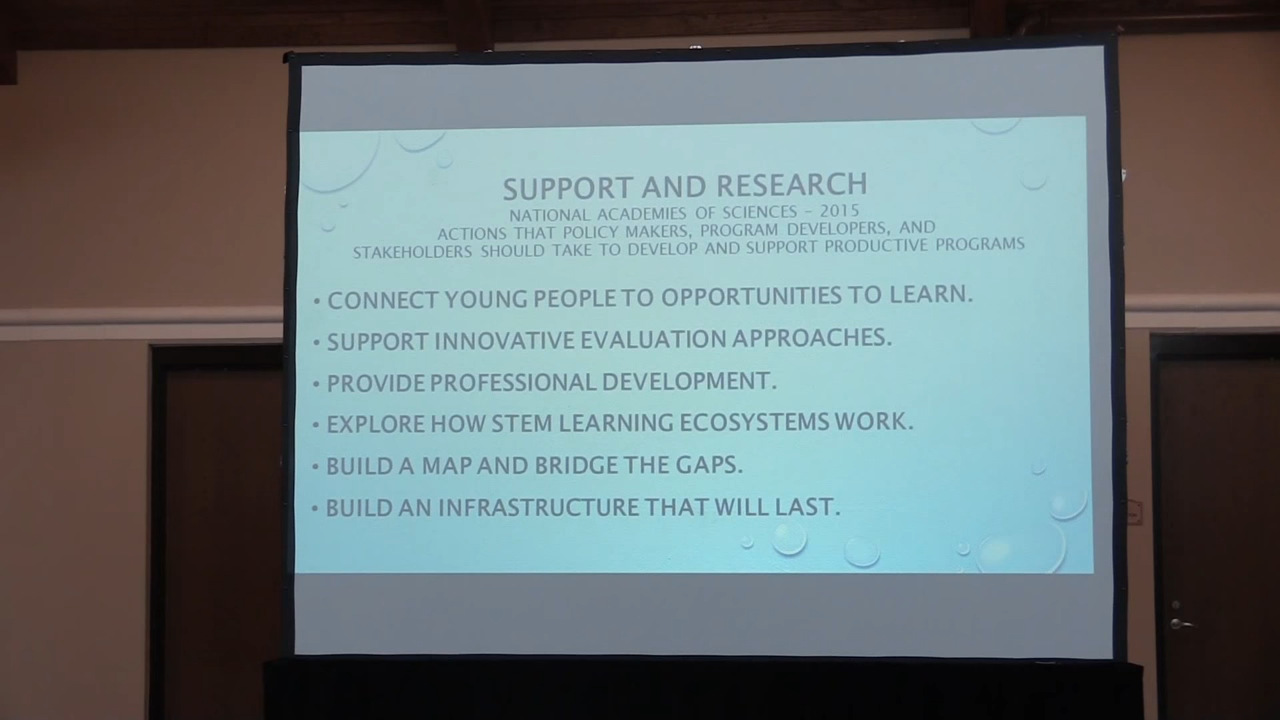 SUPPORT AND RESEARCH
NATIONAL ACADEMIES OF SCIENCES – 2015
ACTIONS THAT POLICY MAKERS, PROGRAM DEVELOPERS, AND
STAKEHOLDERS SHOULD TAKE TO DEVELOP AND SUPPORT PRODUCTIVE PROGRAMS
• CONNECT YOUNG PEOPLE TO OPPORTUNITIES TO LEARN.
• SUPPORT INNOVATIVE EVALUATION APPROACHES.
• PROVIDE PROFESSIONAL DEVELOPMENT.
• EXPLORE HOW STEM LEARNING ECOSYSTEMS WORK.
• BUILD A MAP AND BRIDGE THE GAPS.
• BUILD AN INFRASTRUCTURE THAT WILL LAST.